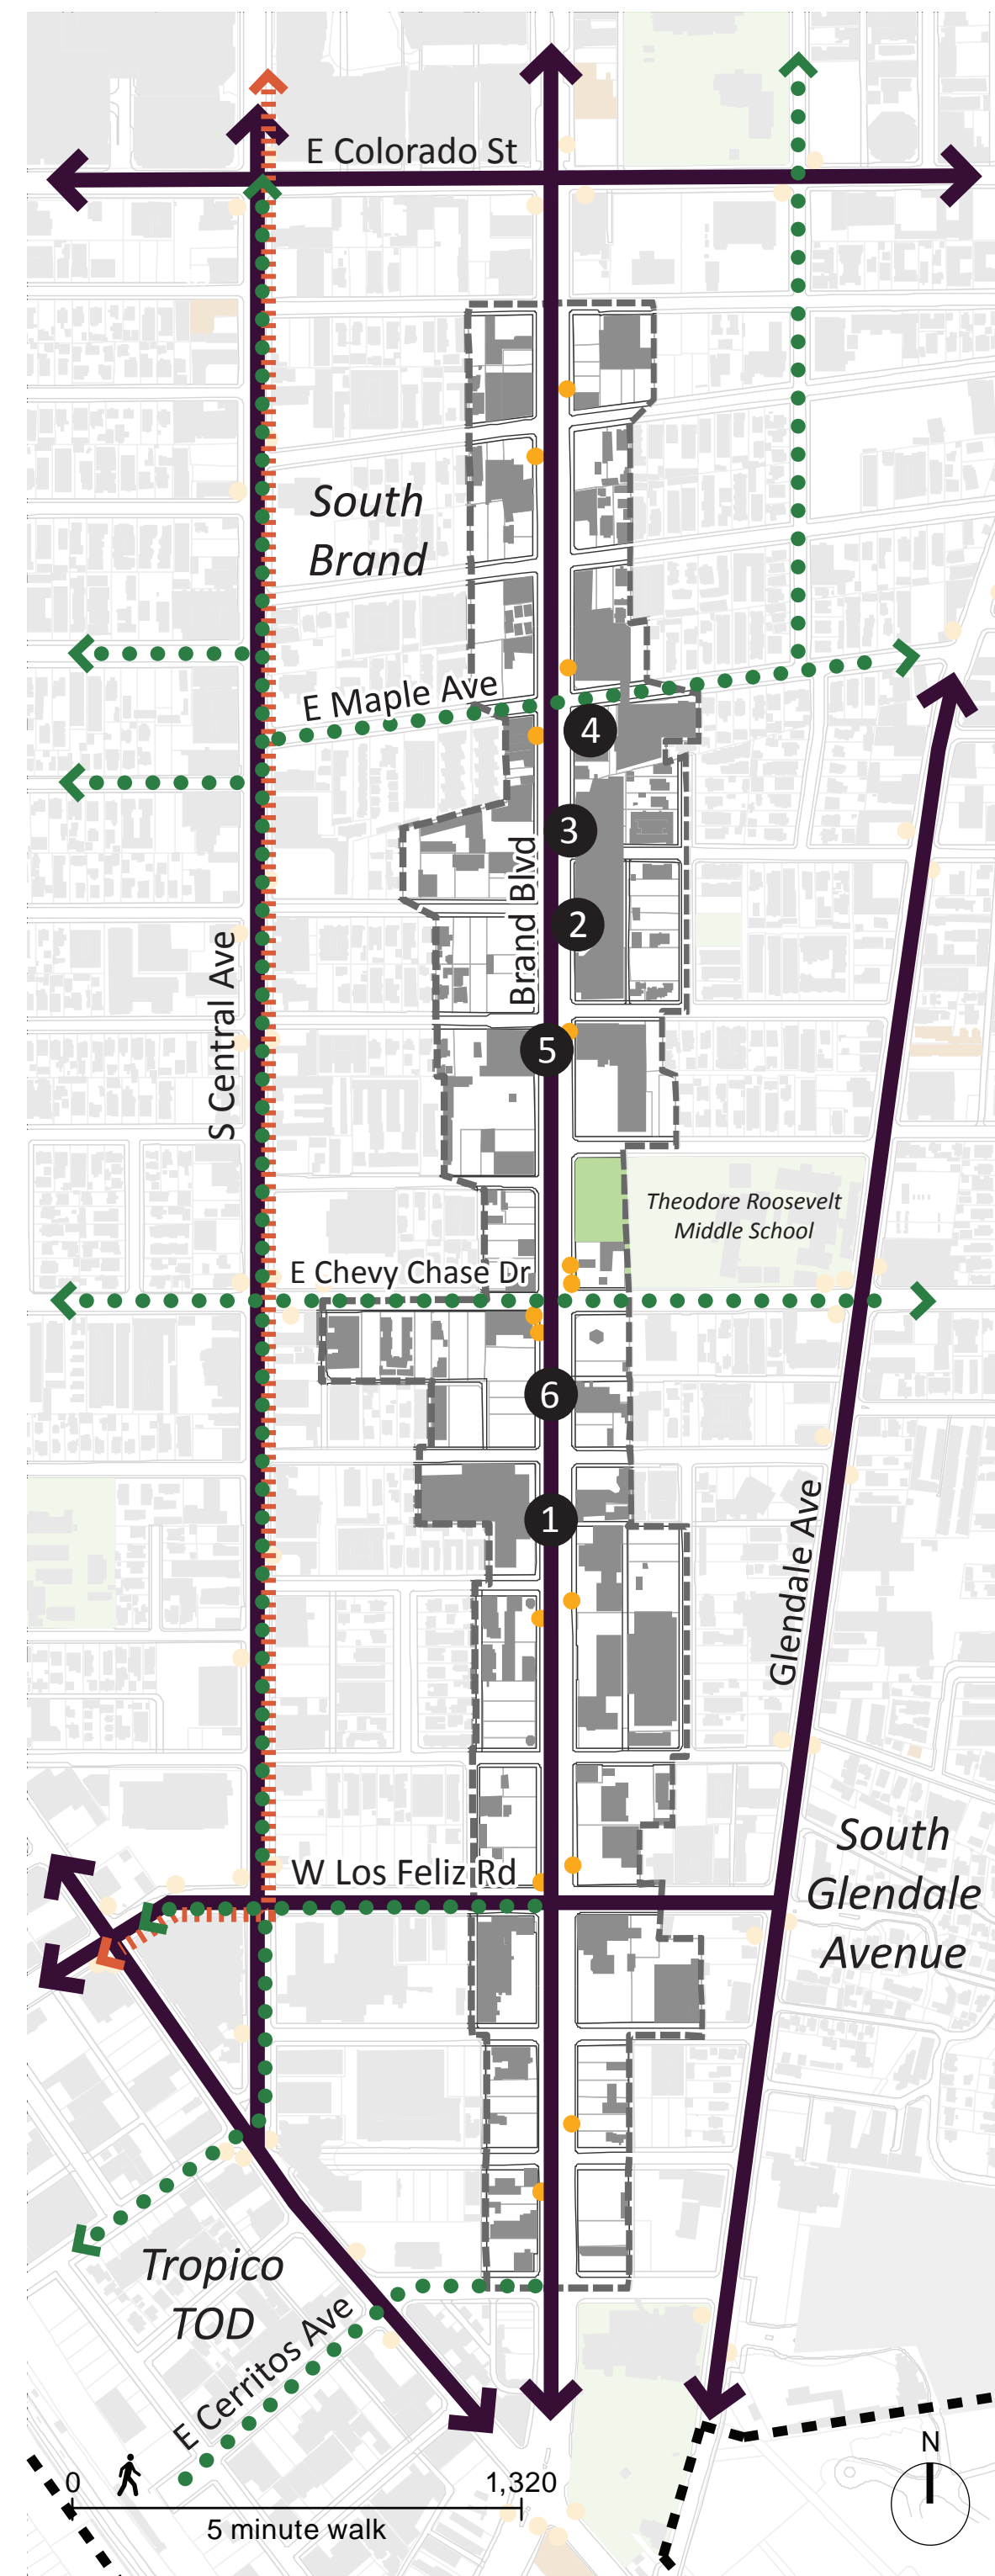 E Colorado St
South
Brand
E Maple Ave
4
3
Brand Blvd
2
S Central Ave
5
Theodore Roosevelt
Middle School
E Chevy Chase Dr
6
1
Glendale Ave
South
Glendale
Avenue
W Los Feliz Rd
Tropico
TOD
E Cerritos Ave
N
0
1,320
5 minute walk